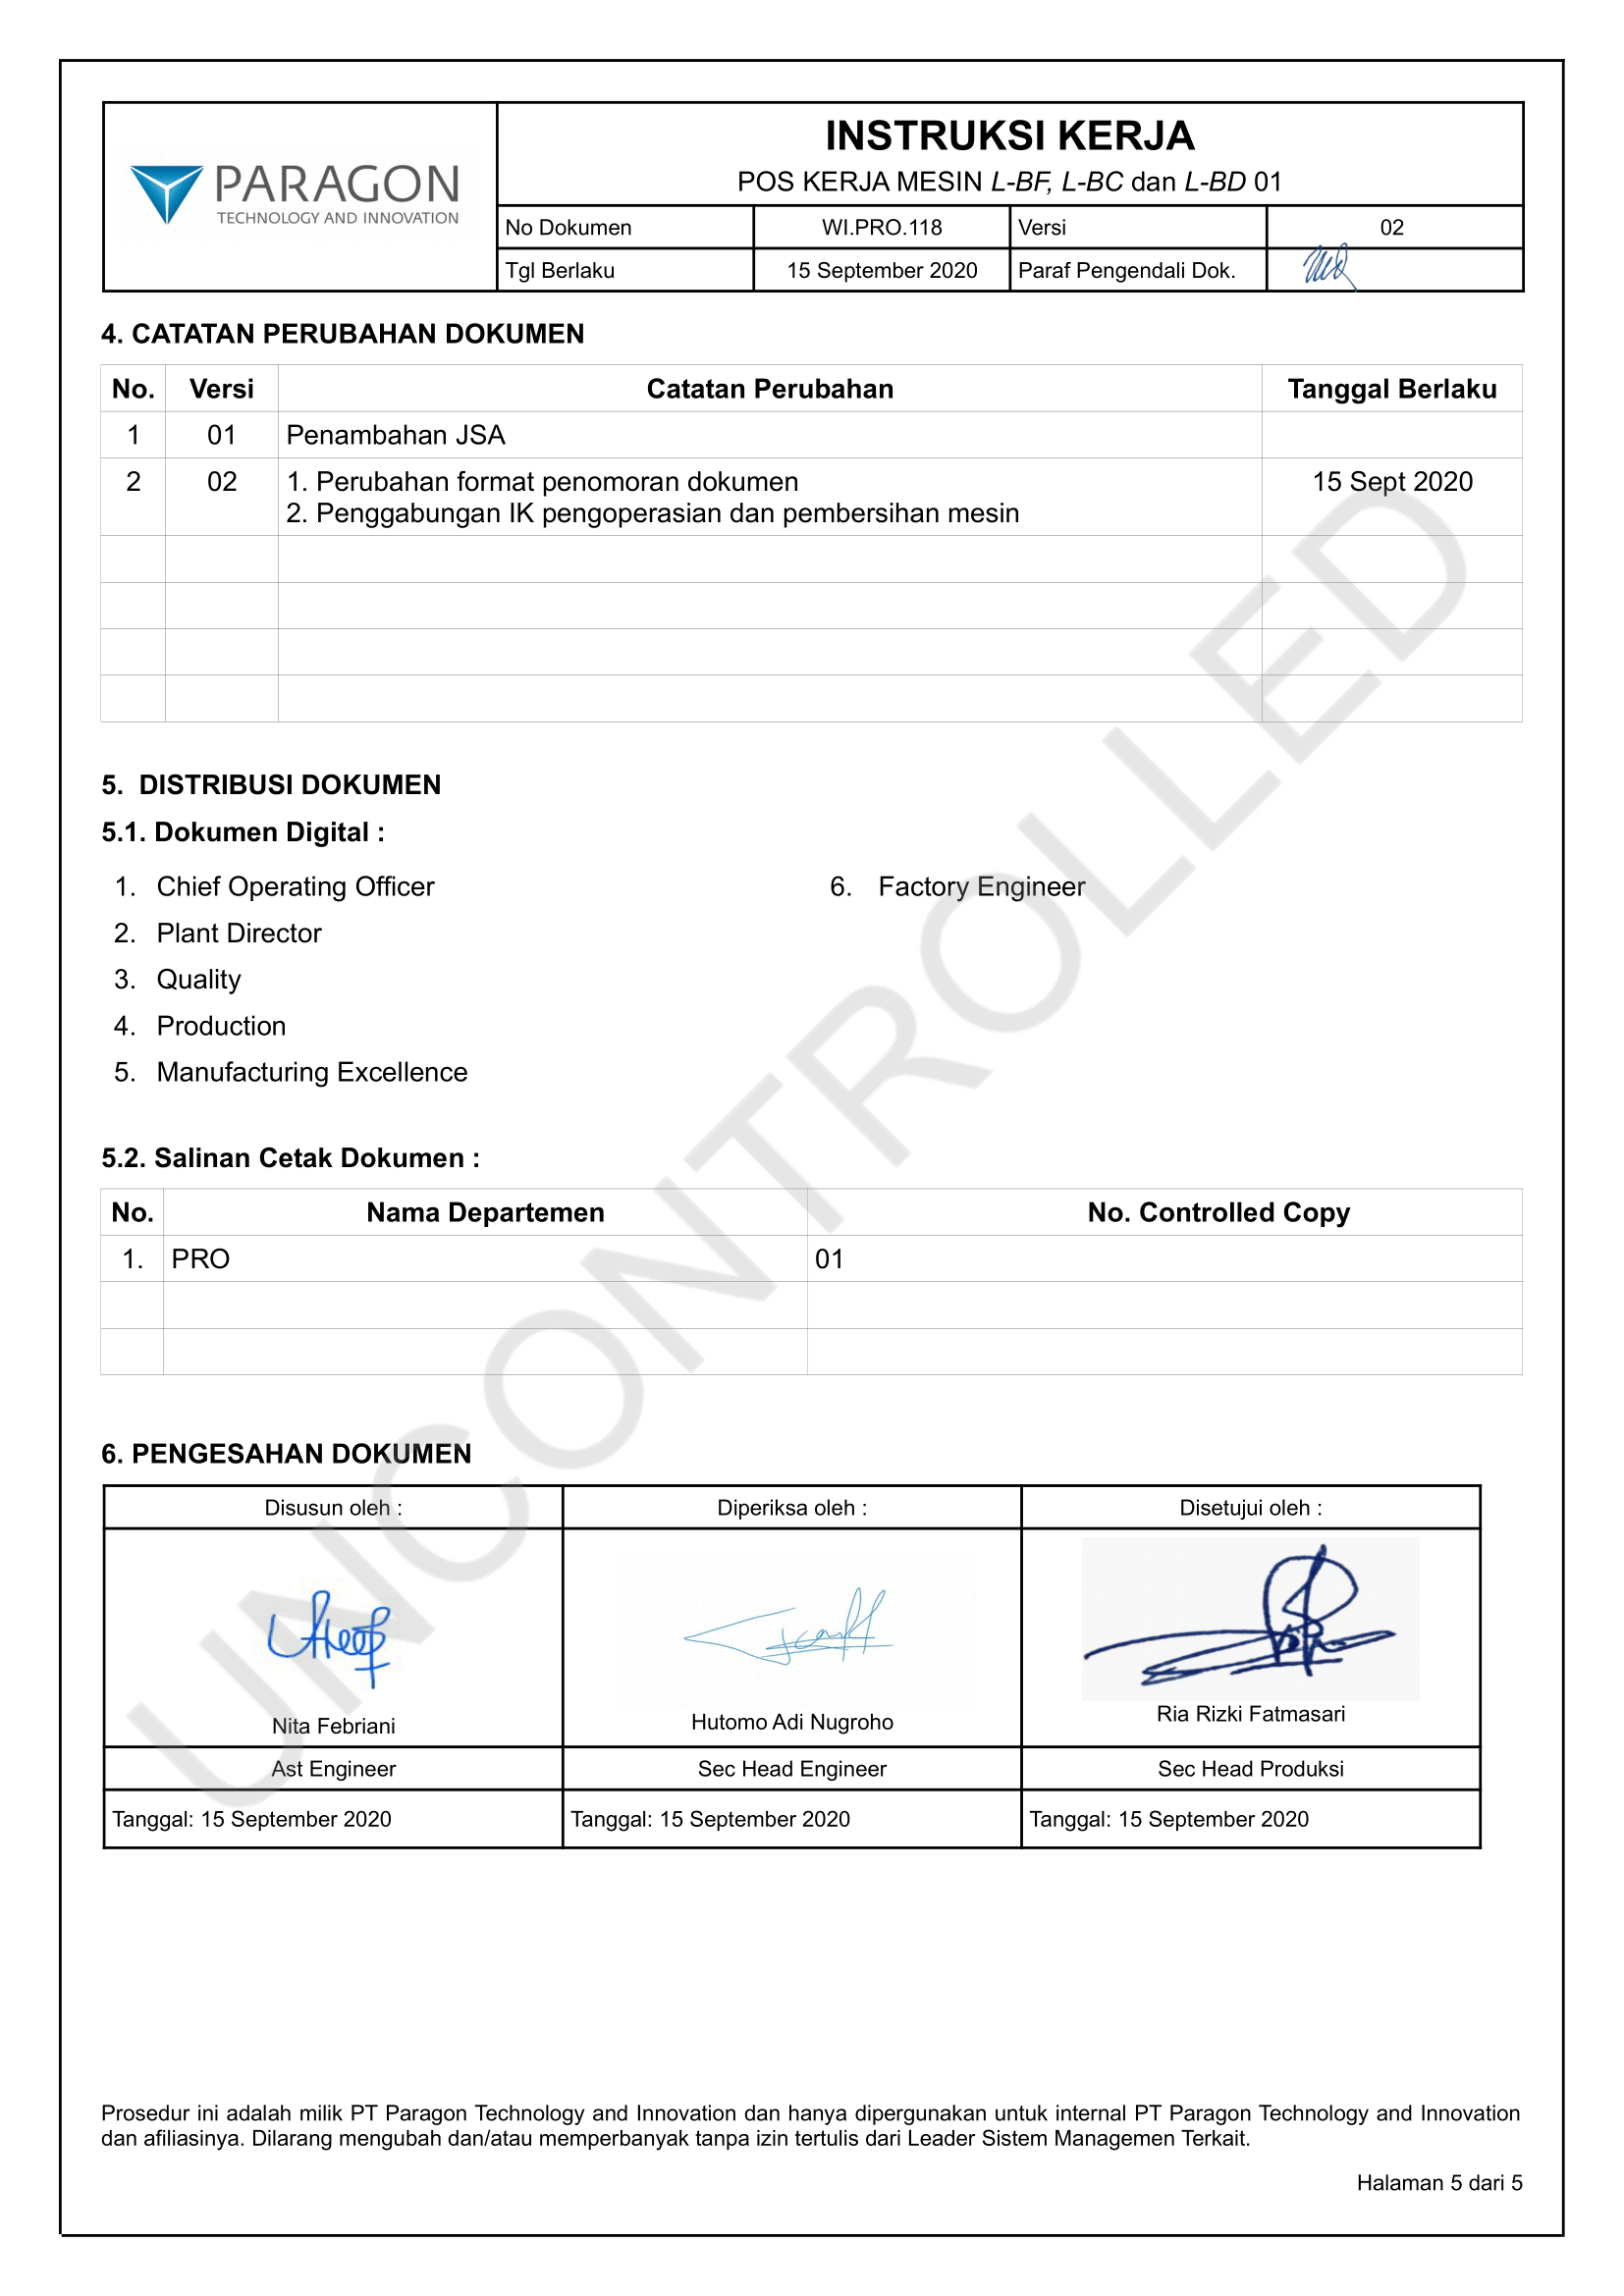 PARAGON
TECHNOLOGY AND INNOVATION
INSTRUKSI KERJA
POS KERJA MESIN L-BF, L-BC dan L-BD 01
No Dokumen WI.PRO.118 Versi 02
Tgl Berlaku 15 September 2020 Paraf Pengendali Dok.
4. CATATAN PERUBAHAN DOKUMEN
No. Versi Catatan Perubahan Tanggal Berlaku
1 01 Penambahan JSA
2 02 1. Perubahan format penomoran dokumen 15 Sept 2020
2. Penggabungan IK pengoperasian dan pembersihan mesin
5. DISTRIBUSI DOKUMEN
5.1. Dokumen Digital :
1. Chief Operating Officer
2. Plant Director
3. Quality
4. Production
5. Manufacturing Excellence
6. Factory Engineer
5.2. Salinan Cetak Dokumen :
No. Nama Departemen No. Controlled Copy
1. PRO 01
6. PENGESAHAN DOKUMEN
Disusun oleh : Diperiksa oleh : Disetujui oleh :
Nita Febriani Hutomo Adi Nugroho Ria Rizki Fatmasari
Ast Engineer Sec Head Engineer Sec Head Produksi
Tanggal: 15 September 2020 Tanggal: 15 September 2020 Tanggal: 15 September 2020
Prosedur ini adalah milik PT Paragon Technology and Innovation dan hanya dipergunakan untuk internal PT Paragon Technology and Innovation
dan afiliasinya. Dilarang mengubah dan/atau memperbanyak tanpa izin tertulis dari Leader Sistem Managemen Terkait.
Halaman 5 dari 5
UNCONTROLLED